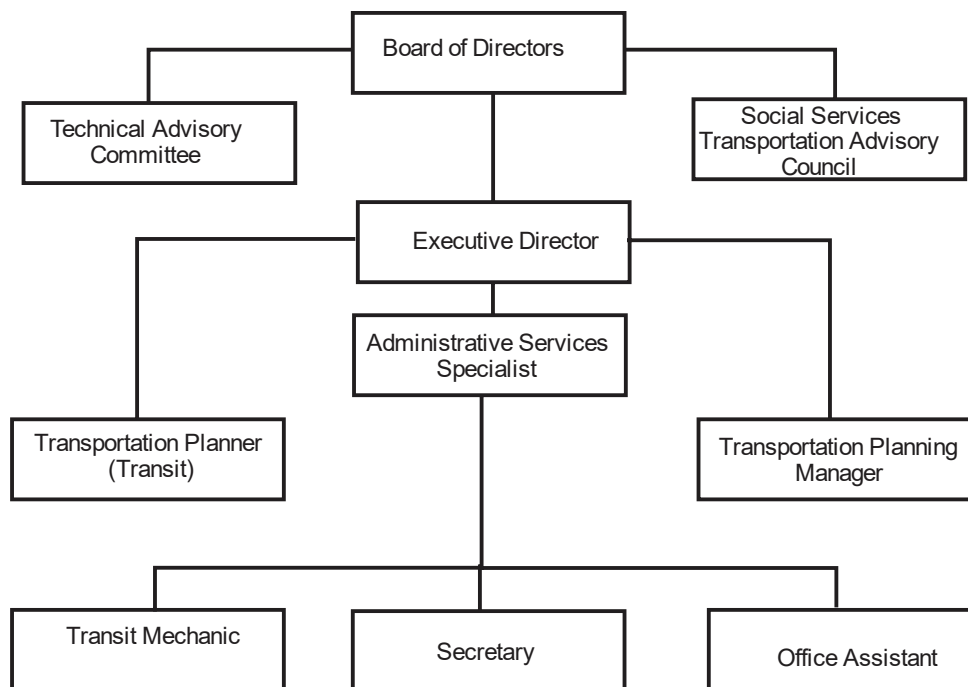 Board of Directors
Technical Advisory
Committee
Social Services
Transportation Advisory
Council
Executive Director
Administrative Services
Specialist
Transportation Planner
(Transit)
Transportation Planning
Manager
Transit Mechanic
Secretary
Office Assistant